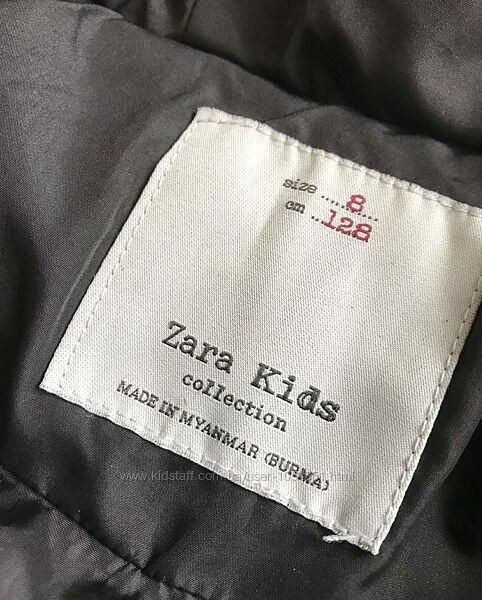 size .....8...
cm ..128
Zara Kids
collection
MADE IN MYANMAR (BURMA)